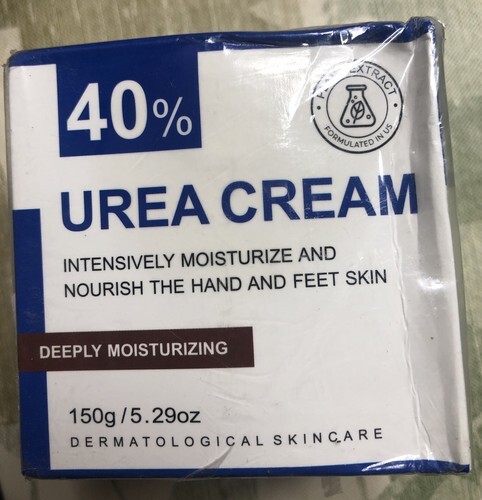 40%
EXTRACT
FORMULATED IN US
UREA CREAM
INTENSIVELY MOISTURIZE AND
NOURISH THE HAND AND FEET SKIN
DEEPLY MOISTURIZING
150g/5.29oz
DERMATOLOGICAL SKINCARE